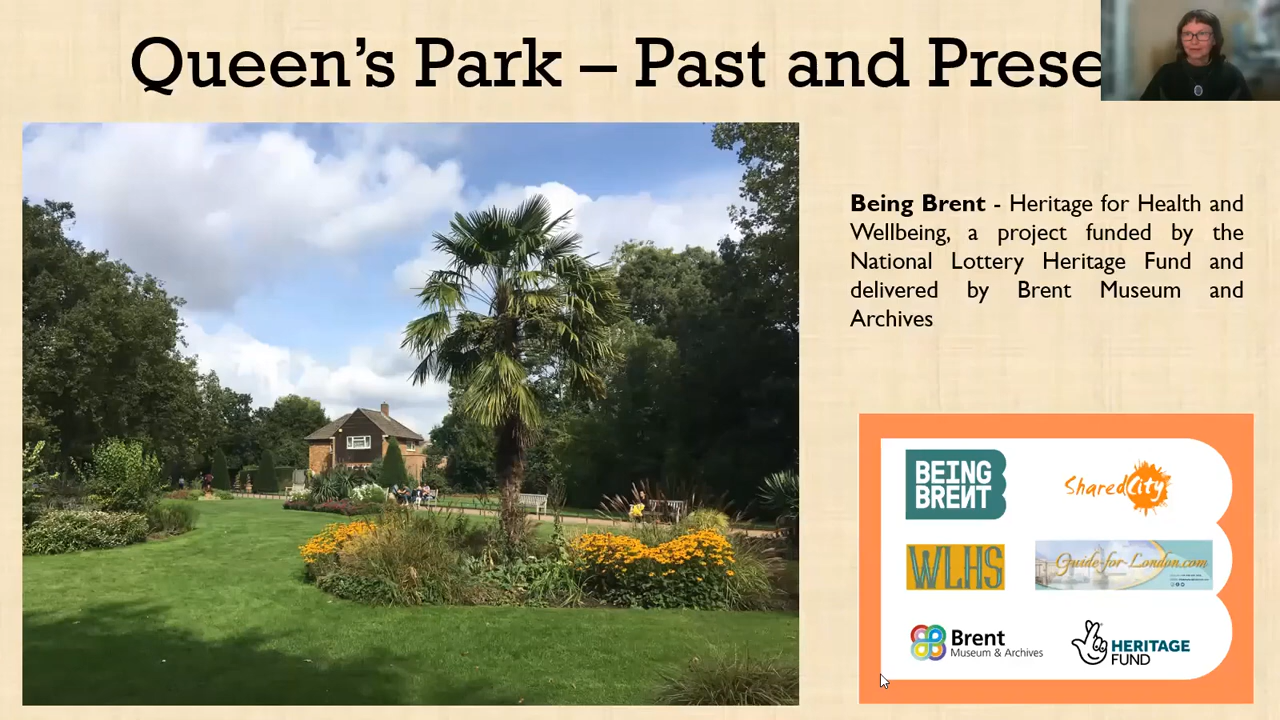 Queen’s Park – Past and Prese
Being Brent - Heritage for Health and
Wellbeing, a project funded by the
National Lottery Heritage Fund and
delivered by Brent Museum and
Archives
BEING
BRENT
SharedCity
WLHS
Guide-for-London.com
Brent
Museum & Archives
HERITAGE
FUND